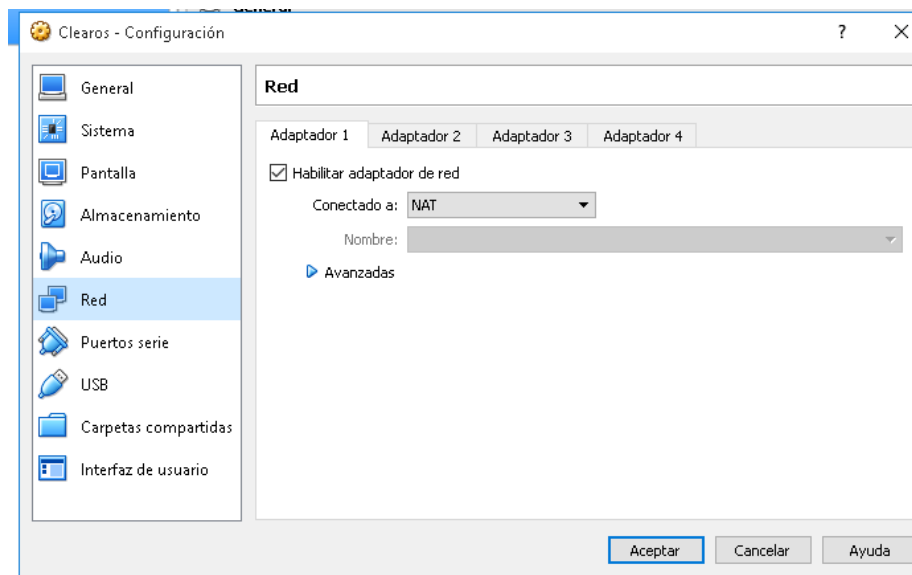 General
Clearos - Configuración
?
General
Sistema
Pantalla
Almacenamiento
Audio
Red
Puertos serie
USB
Carpetas compartidas
Interfaz de usuario
Red
Adaptador 1 Adaptador 2 Adaptador 3 Adaptador 4
Habilitar adaptador de red
Conectado a: NAT
Nombre:
Avanzadas
Aceptar Cancelar Ayuda